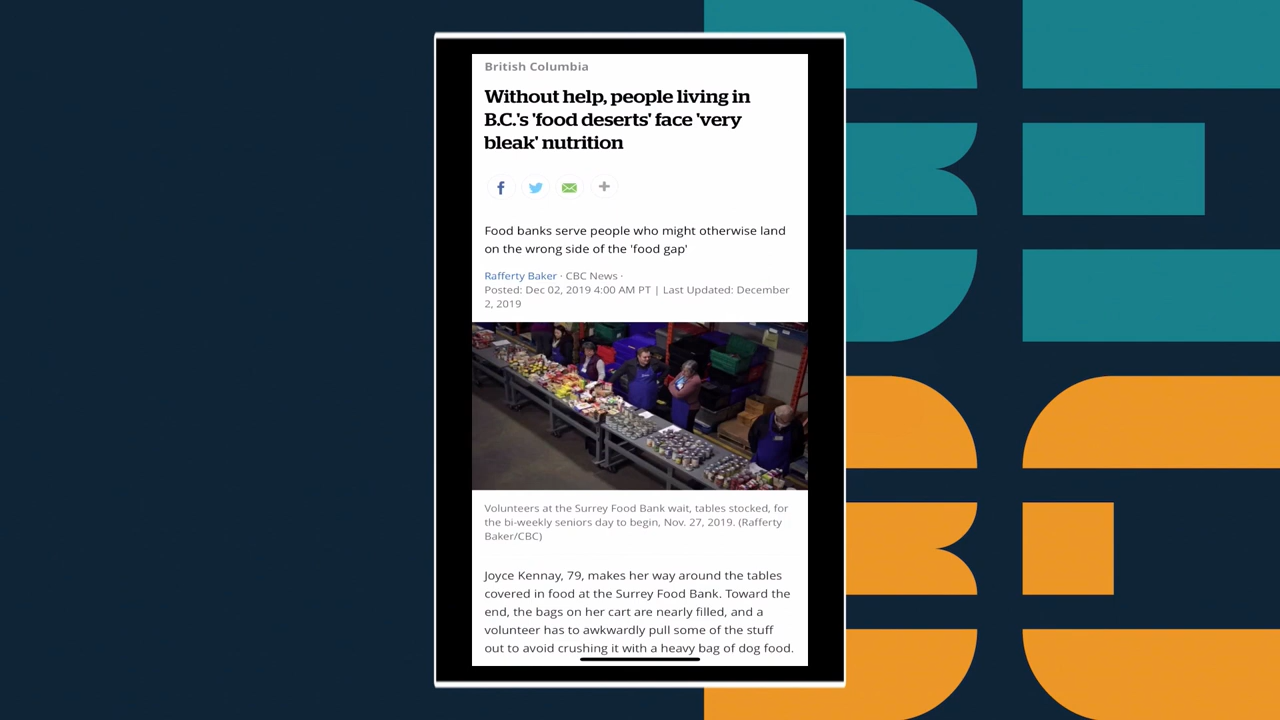 British Columbia
Without help, people living in
B.C.'s 'food deserts' face 'very
bleak' nutrition
Food banks serve people who might otherwise land
on the wrong side of the 'food gap'
Rafferty Baker · CBC News ·
Posted: Dec 02, 2019 4:00 AM PT | Last Updated: December
2, 2019
Volunteers at the Surrey Food Bank wait, tables stocked, for
the bi-weekly seniors day to begin, Nov. 27, 2019. (Rafferty
Baker/CBC)
Joyce Kennay, 79, makes her way around the tables
covered in food at the Surrey Food Bank. Toward the
end, the bags on her cart are nearly filled, and a
volunteer has to awkwardly pull some of the stuff
out to avoid crushing it with a heavy bag of dog food.